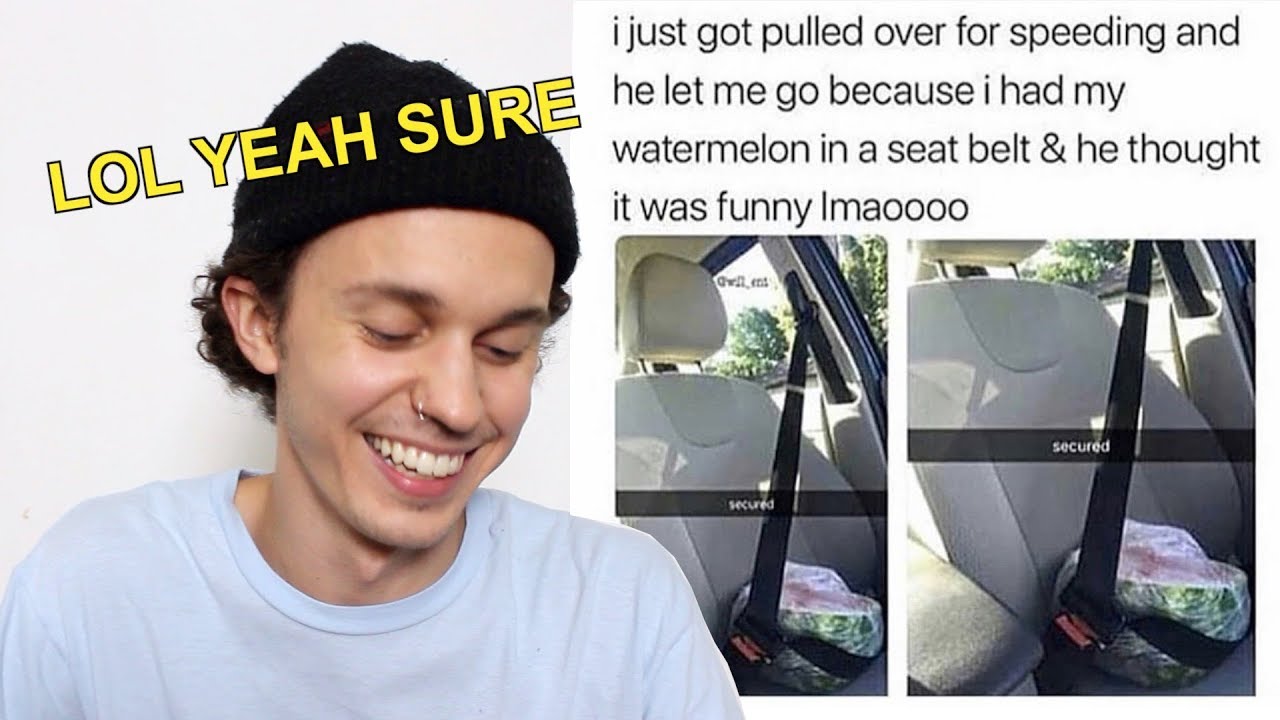 LOL YEAH SURE
i just got pulled over for speeding and
he let me go because i had my
watermelon in a seat belt & he thought
it was funny lmaoooo
@will_ent
secured
secured